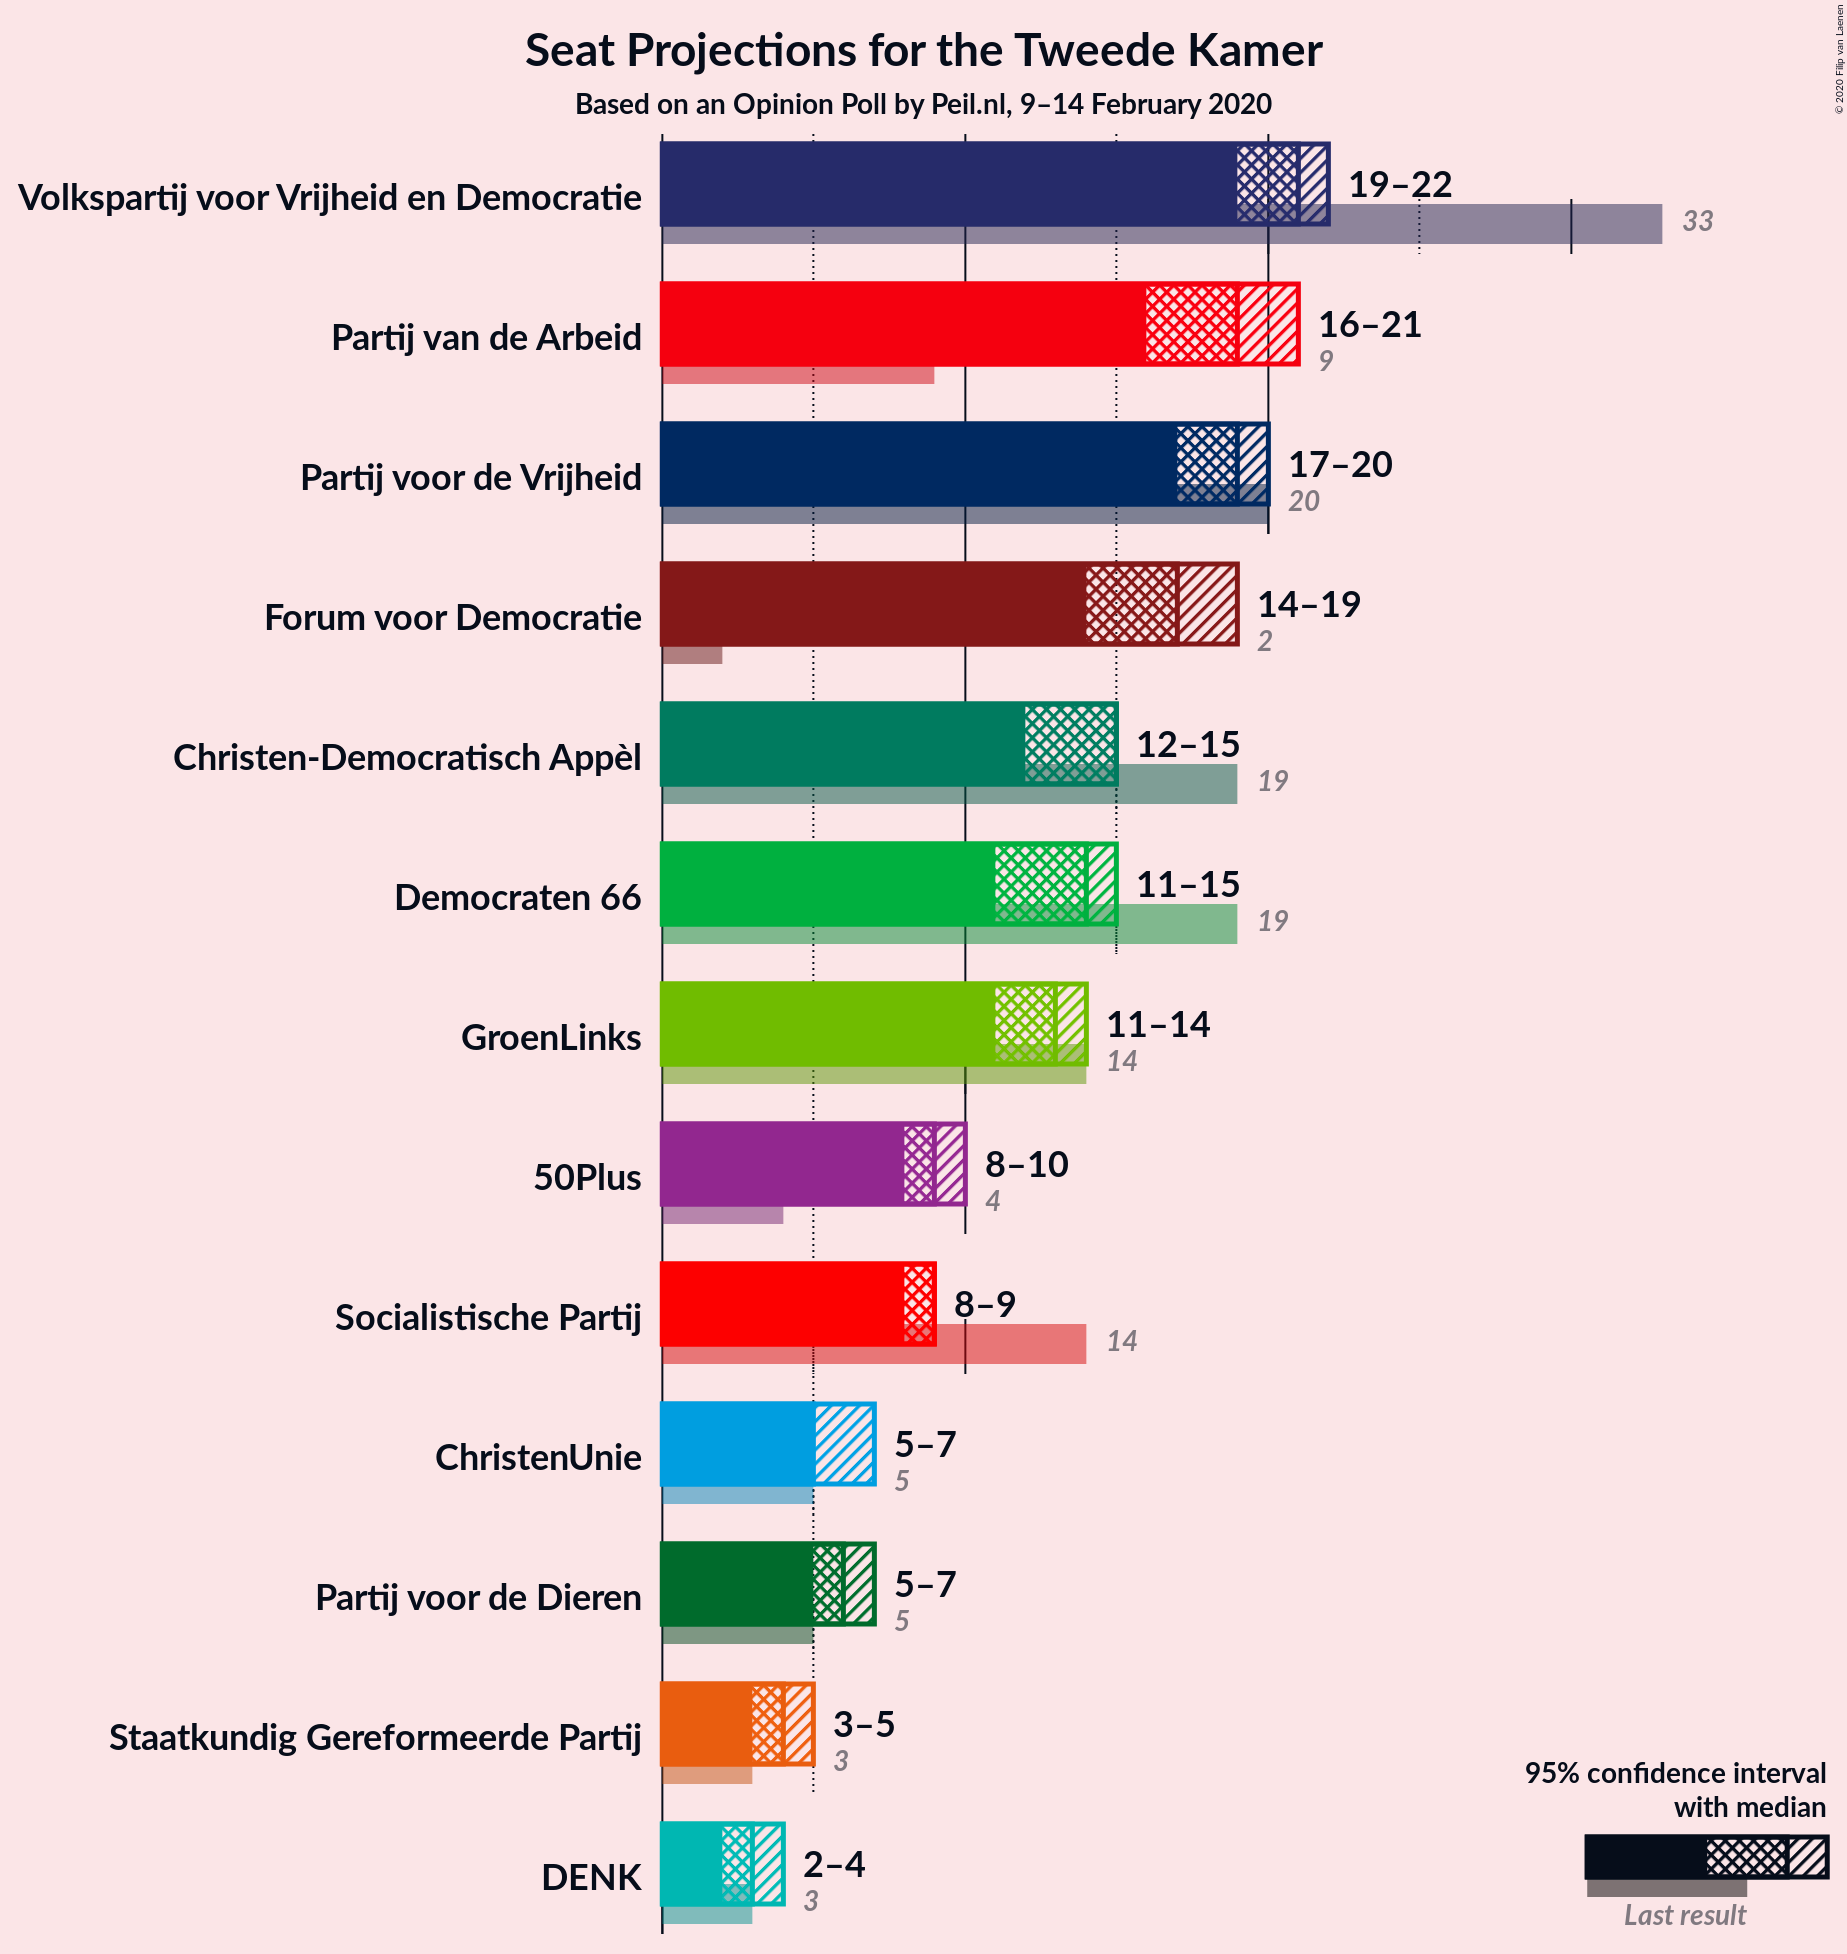 Seat Projections for the Tweede Kamer
Based on an Opinion Poll by Peil.nl, 9–14 February 2020
© 2020 Filip van Laenen
Volkspartij voor Vrijheid en Democratie
19–22
33
Partij van de Arbeid
16–21
9
Partij voor de Vrijheid
17–20
20
Forum voor Democratie
14–19
2
Christen-Democratisch Appèl
12–15
19
Democraten 66
11–15
19
GroenLinks
11–14
14
50Plus
8–10
4
Socialistische Partij
8–9
14
ChristenUnie
5–7
5
Partij voor de Dieren
5–7
5
Staatkundig Gereformeerde Partij
3–5
3
DENK
2–4
3
95% confidence interval
with median
Last result